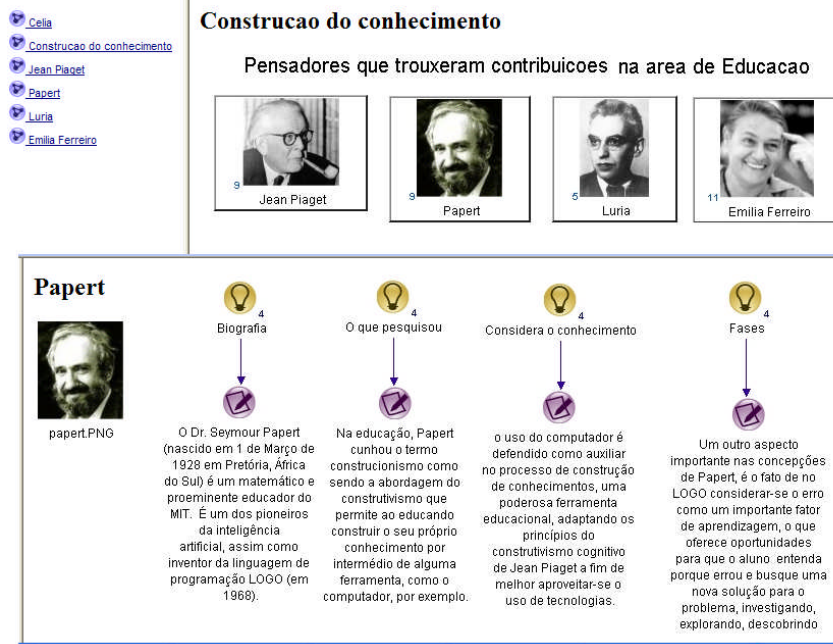 Celia
Construcao do conhecimento
Jean Piaget
Papert
Luria
Emilia Ferreiro
Construcao do conhecimento
Pensadores que trouxeram contribuicoes na area de Educacao
9
Jean Piaget
9
Papert
5
Luria
11
Emilia Ferreiro
Papert
papert.PNG
4
Biografia
O Dr. Seymour Papert
(nascido em 1 de Março de
1928 em Pretória, África
do Sul) é um matemático e
proeminente educador do
MIT. É um dos pioneiros
da inteligência
artificial, assim como
inventor da linguagem de
programação LOGO (em
1968).
4
O que pesquisou
Na educação, Papert
cunhou o termo
construcionismo como
sendo a abordagem do
construtivismo que
permite ao educando
construir o seu próprio
conhecimento por
intermédio de alguma
ferramenta, como o
computador, por exemplo.
4
Considera o conhecimento
o uso do computador é
defendido como auxiliar
no processo de construção
de conhecimentos, uma
poderosa ferramenta
educacional, adaptando os
princípios do
construtivismo cognitivo
de Jean Piaget a fim de
melhor aproveitar-se o
uso de tecnologias.
4
Fases
Um outro aspecto
importante nas concepções
de Papert, é o fato de no
LOGO considerar-se o erro
como um importante fator
de aprendizagem, o que
oferece oportunidades
para que o aluno entenda
porque errou e busque uma
nova solução para o
problema, investigando,
explorando, descobrindo